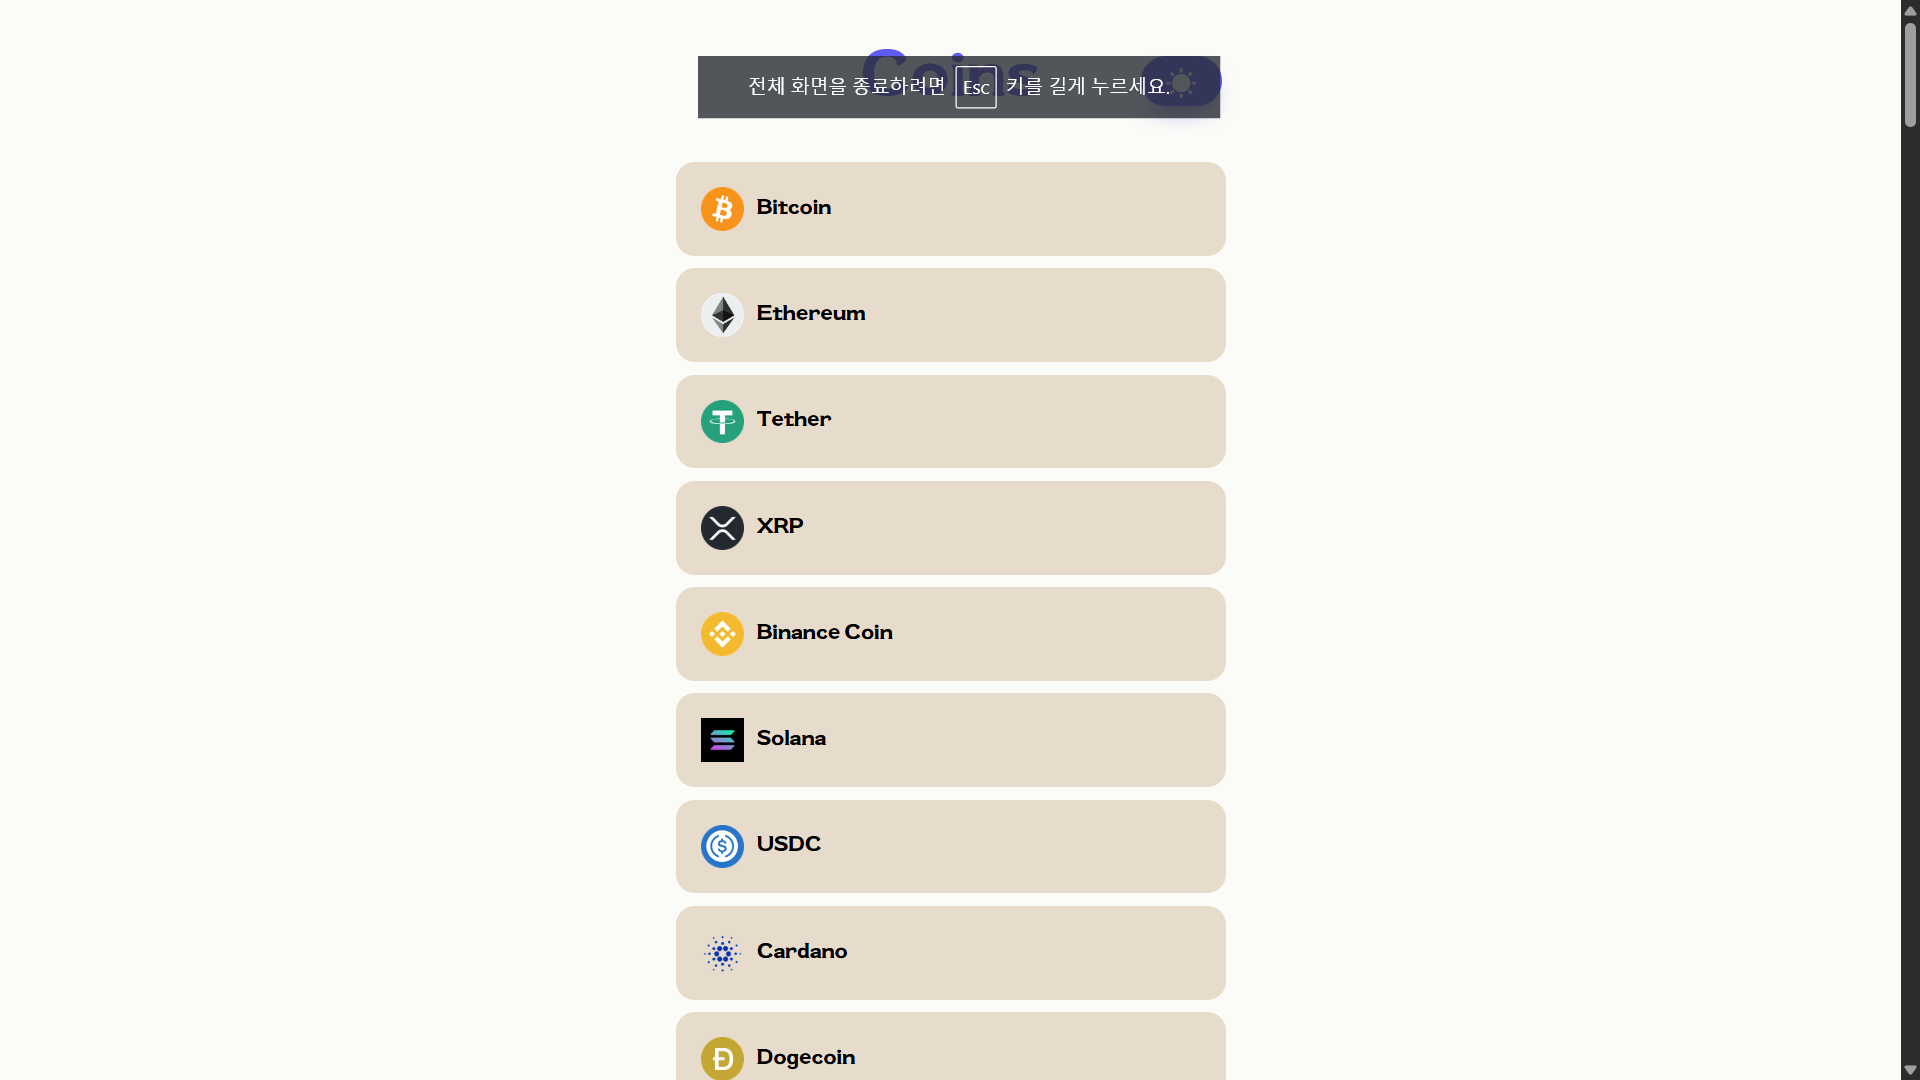 Coins
전체 화면을 종료하려면 Esc 키를 길게 누르세요.
Bitcoin
Ethereum
Tether
XRP
Binance Coin
Solana
USDC
Cardano
Dogecoin